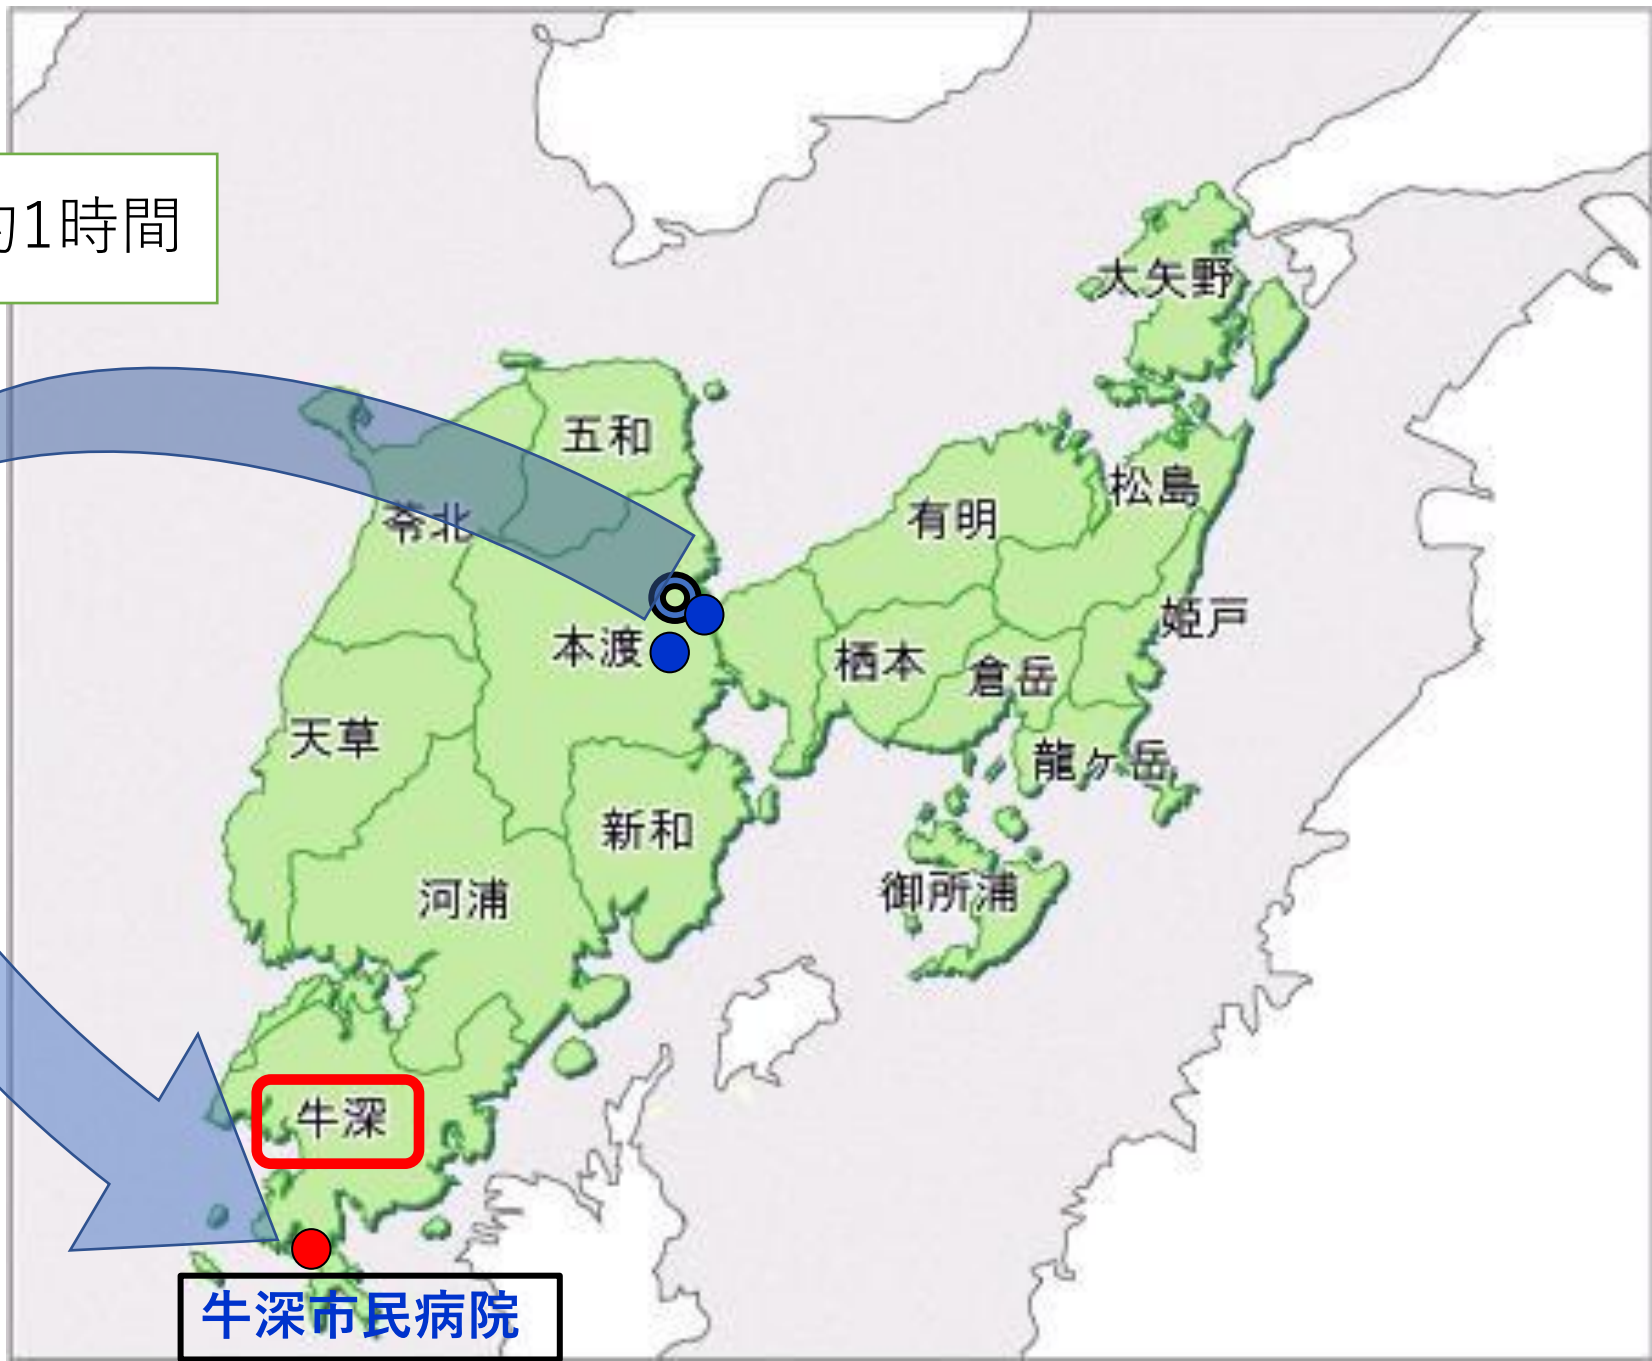 約1時間
大矢野
五和
松島
有明
苓北
姫戸
本渡
栖本
倉岳
天草
龍ヶ岳
新和
河浦
御所浦
牛深
牛深市民病院